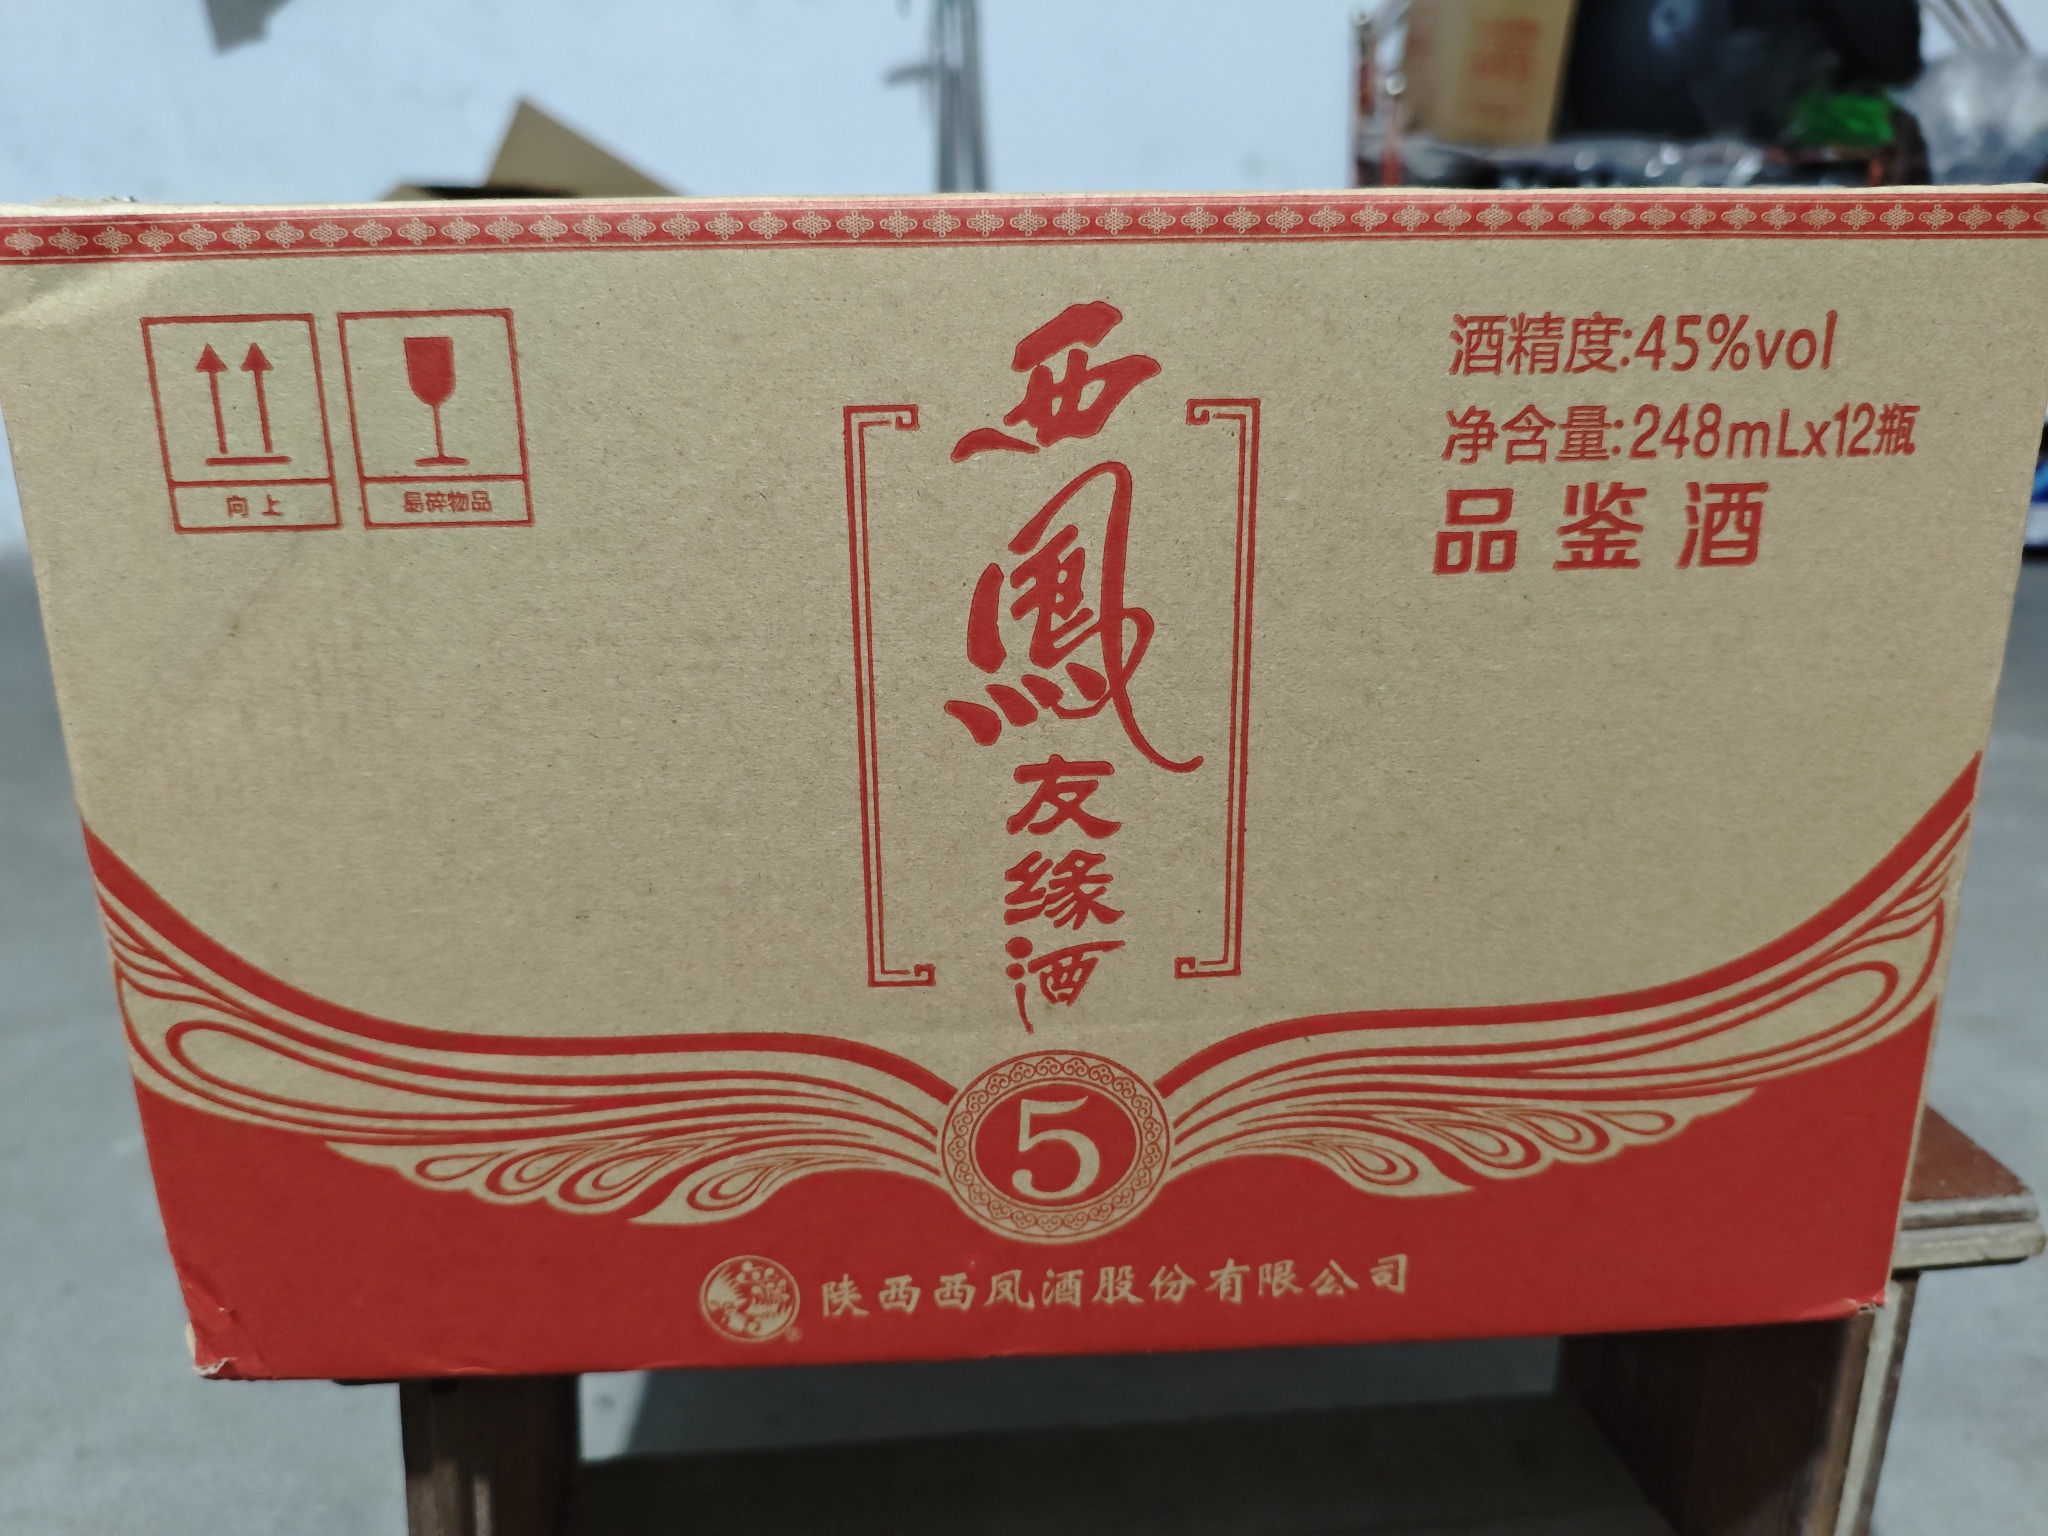 向上
易碎物品
西鳳
友缘酒
酒精度:45%vol
净含量:248mLx12瓶
品鉴酒
5
陕西西凤酒股份有限公司
®